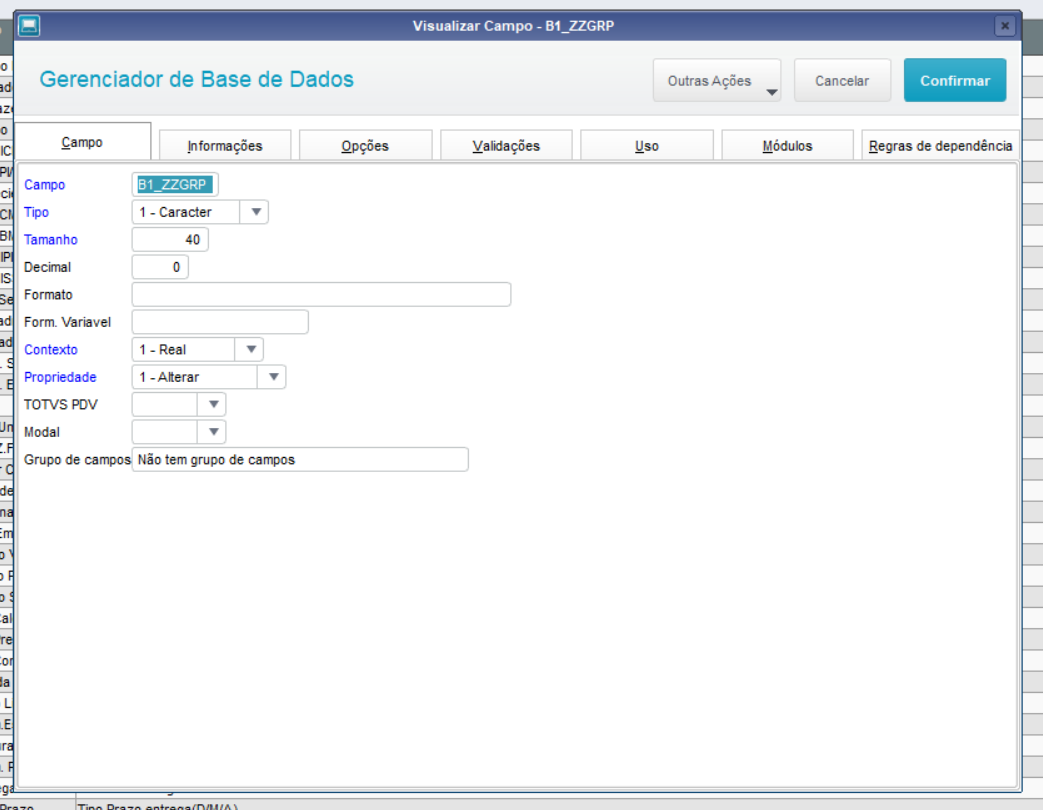 Visualizar Campo - B1_ZZGRP
Gerenciador de Base de Dados
Outras Ações
Cancelar
Confirmar
Campo
Informações
Opções
Validações
Uso
Módulos
Regras de dependência
Campo B1_ZZGRP
Tipo 1 - Caracter
Tamanho 40
Decimal 0
Formato
Form. Variavel
Contexto 1 - Real
Propriedade 1 - Alterar
TOTVS PDV
Modal
Grupo de campos Não tem grupo de campos
Prazo Tipo Prazo entrega(D/M/A)